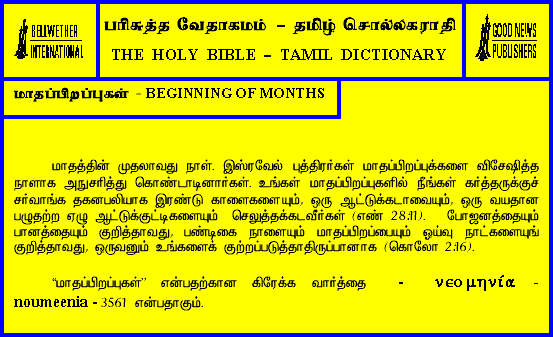 BELLWETHER
INTERNATIONAL
பரிசுத்த வேதாகமம் – தமிழ் சொல்லகராதி
THE HOLY BIBLE – TAMIL DICTIONARY
GOOD NEWS
PUBLISHERS
மாதப்பிறப்புகள் - BEGINNING OF MONTHS
மாதத்தின் முதலாவது நாள். இஸ்ரவேல் புத்திரர்கள் மாதப்பிறப்புக்களை விசேஷித்த
நாளாக அநுசரித்து கொண்டாடினார்கள். உங்கள் மாதப்பிறப்புகளில் நீங்கள் கர்த்தருக்குச்
சர்வாங்க தகனபலியாக இரண்டு காளைகளையும், ஒரு ஆட்டுக்கடாவையும், ஒரு வயதான
பழுதற்ற ஏழு ஆட்டுக்குட்டிகளையும் செலுத்தக்கடவீர்கள் (எண் 28:11). போஜனத்தையும்
பானத்தையும் குறித்தாவது, பண்டிகை நாளையும் மாதப்பிறப்பையும் ஓய்வு நாட்களையுங்
குறித்தாவது, ஒருவனும் உங்களைக் குற்றப்படுத்தாதிருப்பானாக (கொலோ 2:16).
“மாதப்பிறப்புகள்” என்பதற்கான கிரேக்க வார்த்தை - νεομηνία -
noumeenia - 3561 என்பதாகும்.